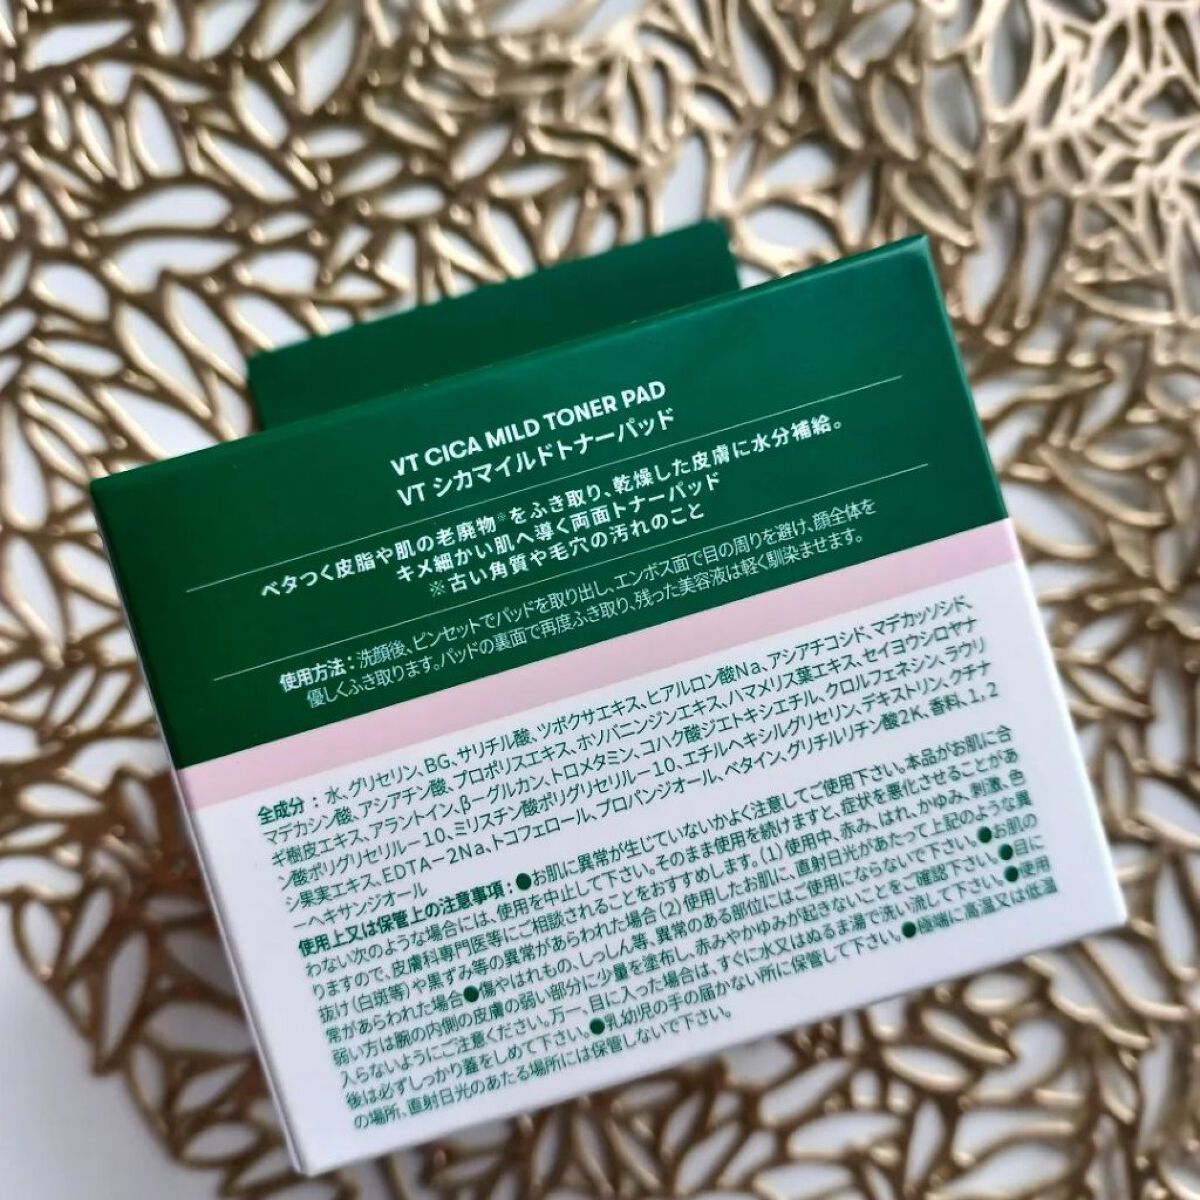 VT CICA MILD TONER PAD
VT シカマイルドトナーパッド
ベタつく皮脂や肌の老廃物※をふき取り、乾燥した皮膚に水分補給。
キメ細かい肌へ導く両面トナーパッド
※古い角質や毛穴の汚れのこと
使用方法：洗顔後、ピンセットでパッドを取り出し、エンボス面で目の周りを避け、顔全体を
優しくふき取ります。パッドの裏面で再度ふき取り、残った美容液は軽く馴染ませます。
全成分：水、グリセリン、BG、サリチル酸、ツボクサエキス、ヒアルロン酸Na、アシアチコシド、マデカッソシド、
マデカシン酸、アシアチン酸、プロポリスエキス、ホソバニンジンエキス、ハマメリス葉エキス、セイヨウシロヤナ
ギ樹皮エキス、アラントイン、β-グルカン、トロメタミン、コハク酸ジエトキシエチル、クロルフェネシン、ラウリ
ン酸ポリグリセリル-10、ミリスチン酸ポリグリセリル-10、エチルヘキシルグリセリン、デキストリン、クチナ
シ果実エキス、EDTA-2Na、トコフェロール、プロパンジオール、ベタイン、グリチルリチン酸2K、香料、1,2
-ヘキサンジオール
使用上又は保管上の注意事項：●お肌に異常が生じていないかよく注意してご使用下さい。本品がお肌に合
わない次のような場合には、使用を中止して下さい。そのまま使用を続けますと、症状を悪化させることがあ
りますので、皮膚科専門医等にご相談されることをおすすめします。(1)使用中、赤み、はれ、かゆみ、刺激、色
抜け(白斑等)や黒ずみ等の異常があらわれた場合(2)使用したお肌に、直射日光があたって上記のような異
常があらわれた場合●傷やはれもの、しっしん等、異常のある部位にはご使用にならないで下さい。●お肌の
弱い方は腕の内側の皮膚の弱い部分に少量を塗布し、赤みやかゆみが起きないことをご確認下さい。●目に
入らないようにご注意ください。万一、目に入った場合は、すぐに水又はぬるま湯で洗い流して下さい。●使用
後は必ずしっかり蓋をしめて下さい。●乳幼児の手の届かない所に保管して下さい。●極端に高温又は低温
の場所、直射日光のあたる場所には保管しないで下さい。